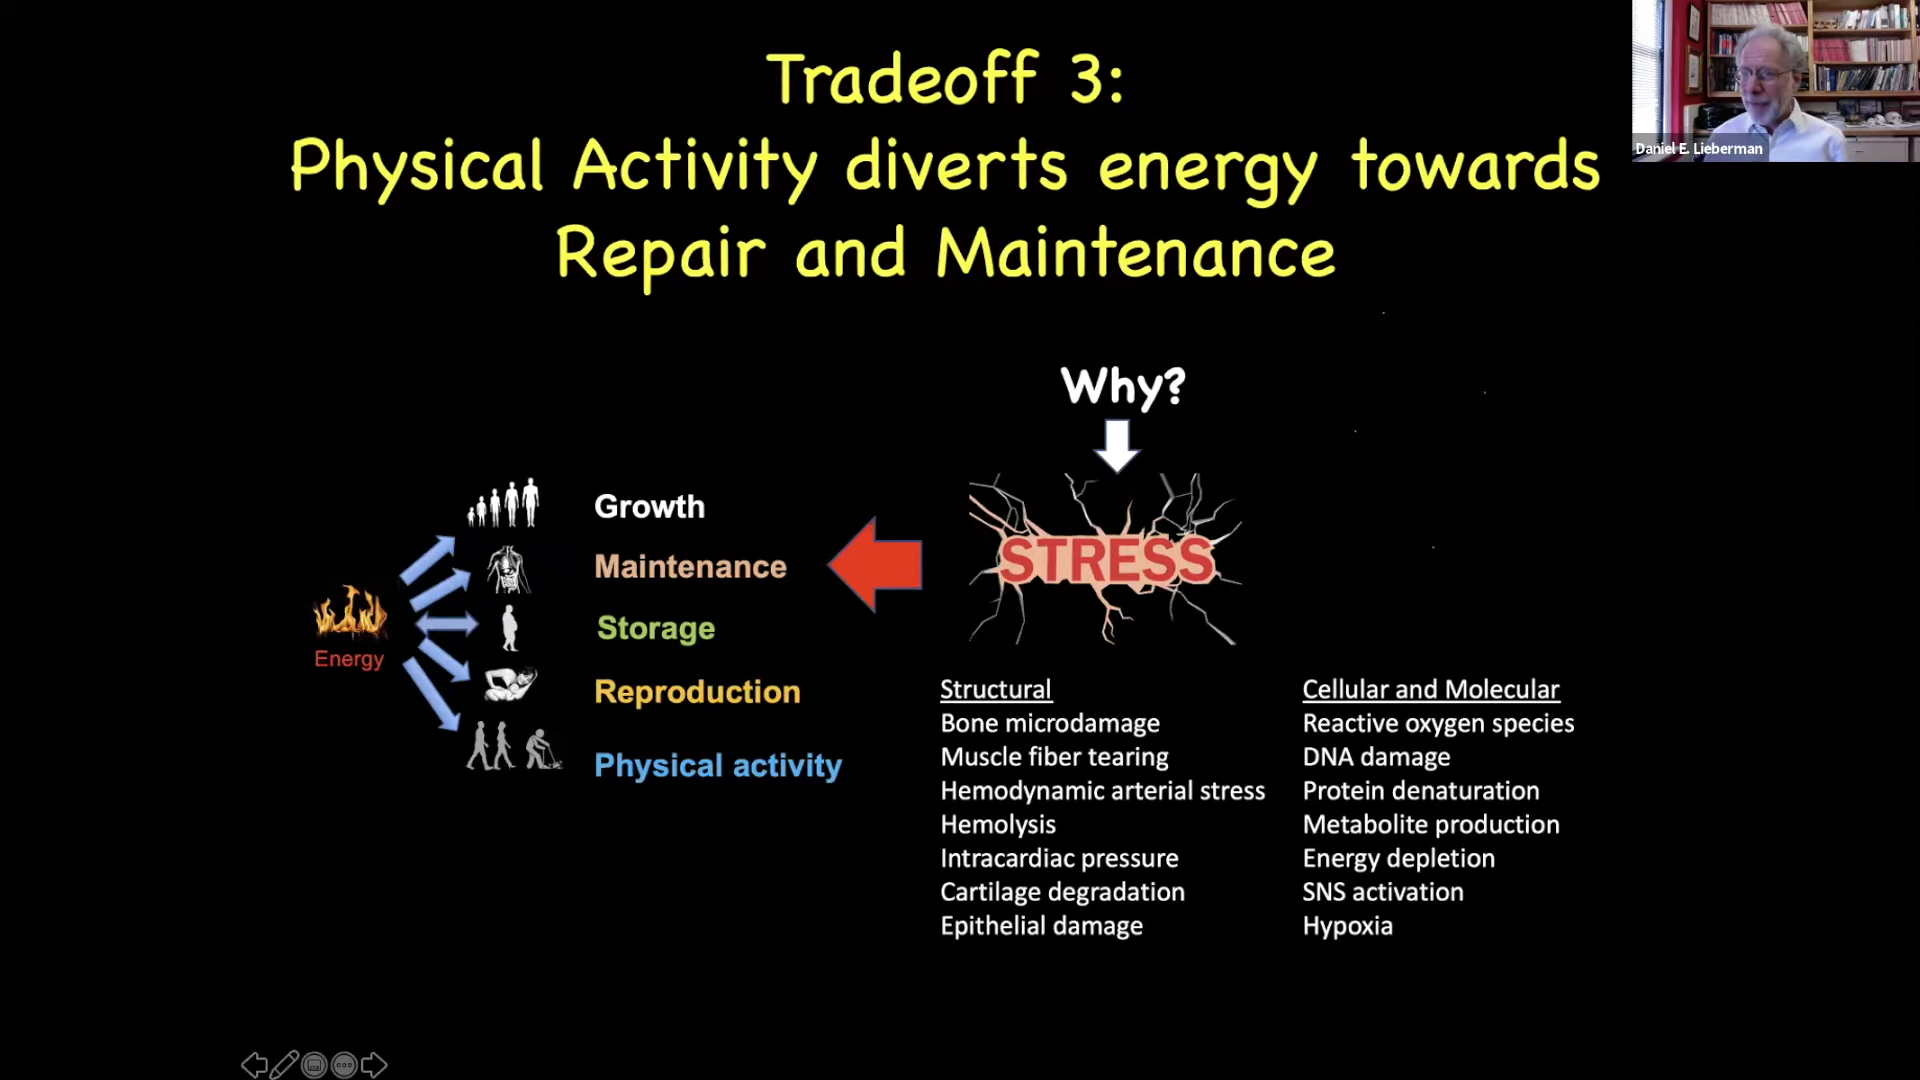 Tradeoff 3:
Physical Activity diverts energy towards
Repair and Maintenance
Daniel E. Lieberman
Why?
STRESS
Growth
Maintenance
Storage
Reproduction
Physical activity
Energy
Structural
Bone microdamage
Muscle fiber tearing
Hemodynamic arterial stress
Hemolysis
Intracardiac pressure
Cartilage degradation
Epithelial damage
Cellular and Molecular
Reactive oxygen species
DNA damage
Protein denaturation
Metabolite production
Energy depletion
SNS activation
Hypoxia